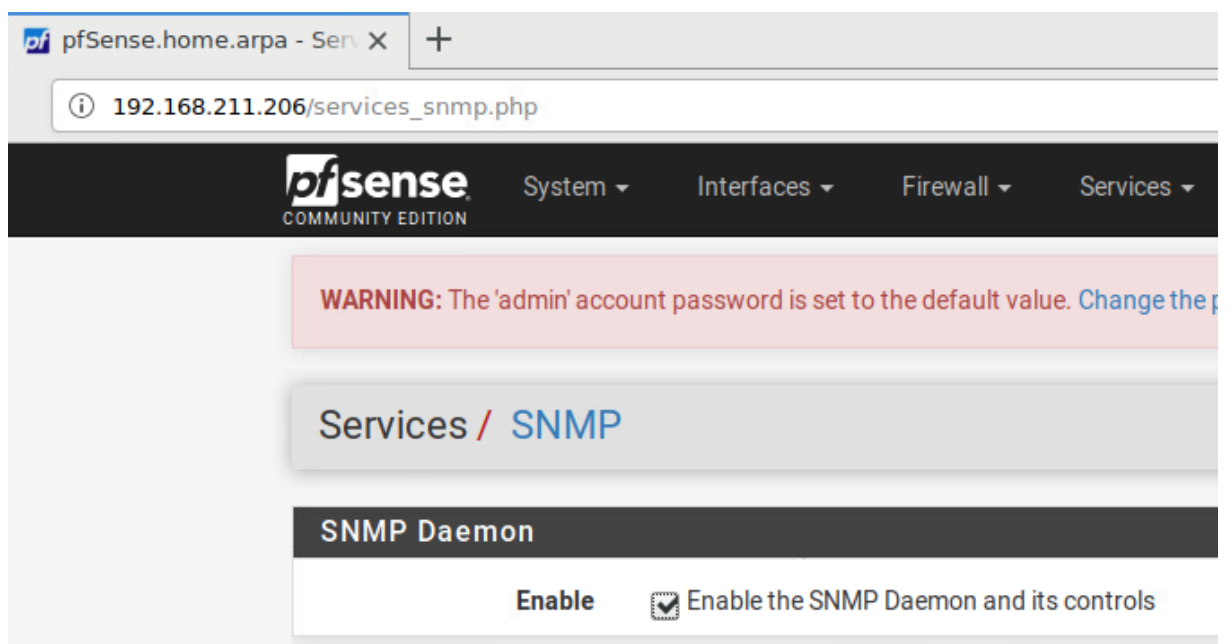 pf pfSense.home.arpa - Ser
192.168.211.206/services_snmp.php
pfsense System Interfaces Firewall Services
COMMUNITY EDITION
WARNING: The 'admin' account password is set to the default value. Change the
Services / SNMP
SNMP Daemon
Enable Enable the SNMP Daemon and its controls